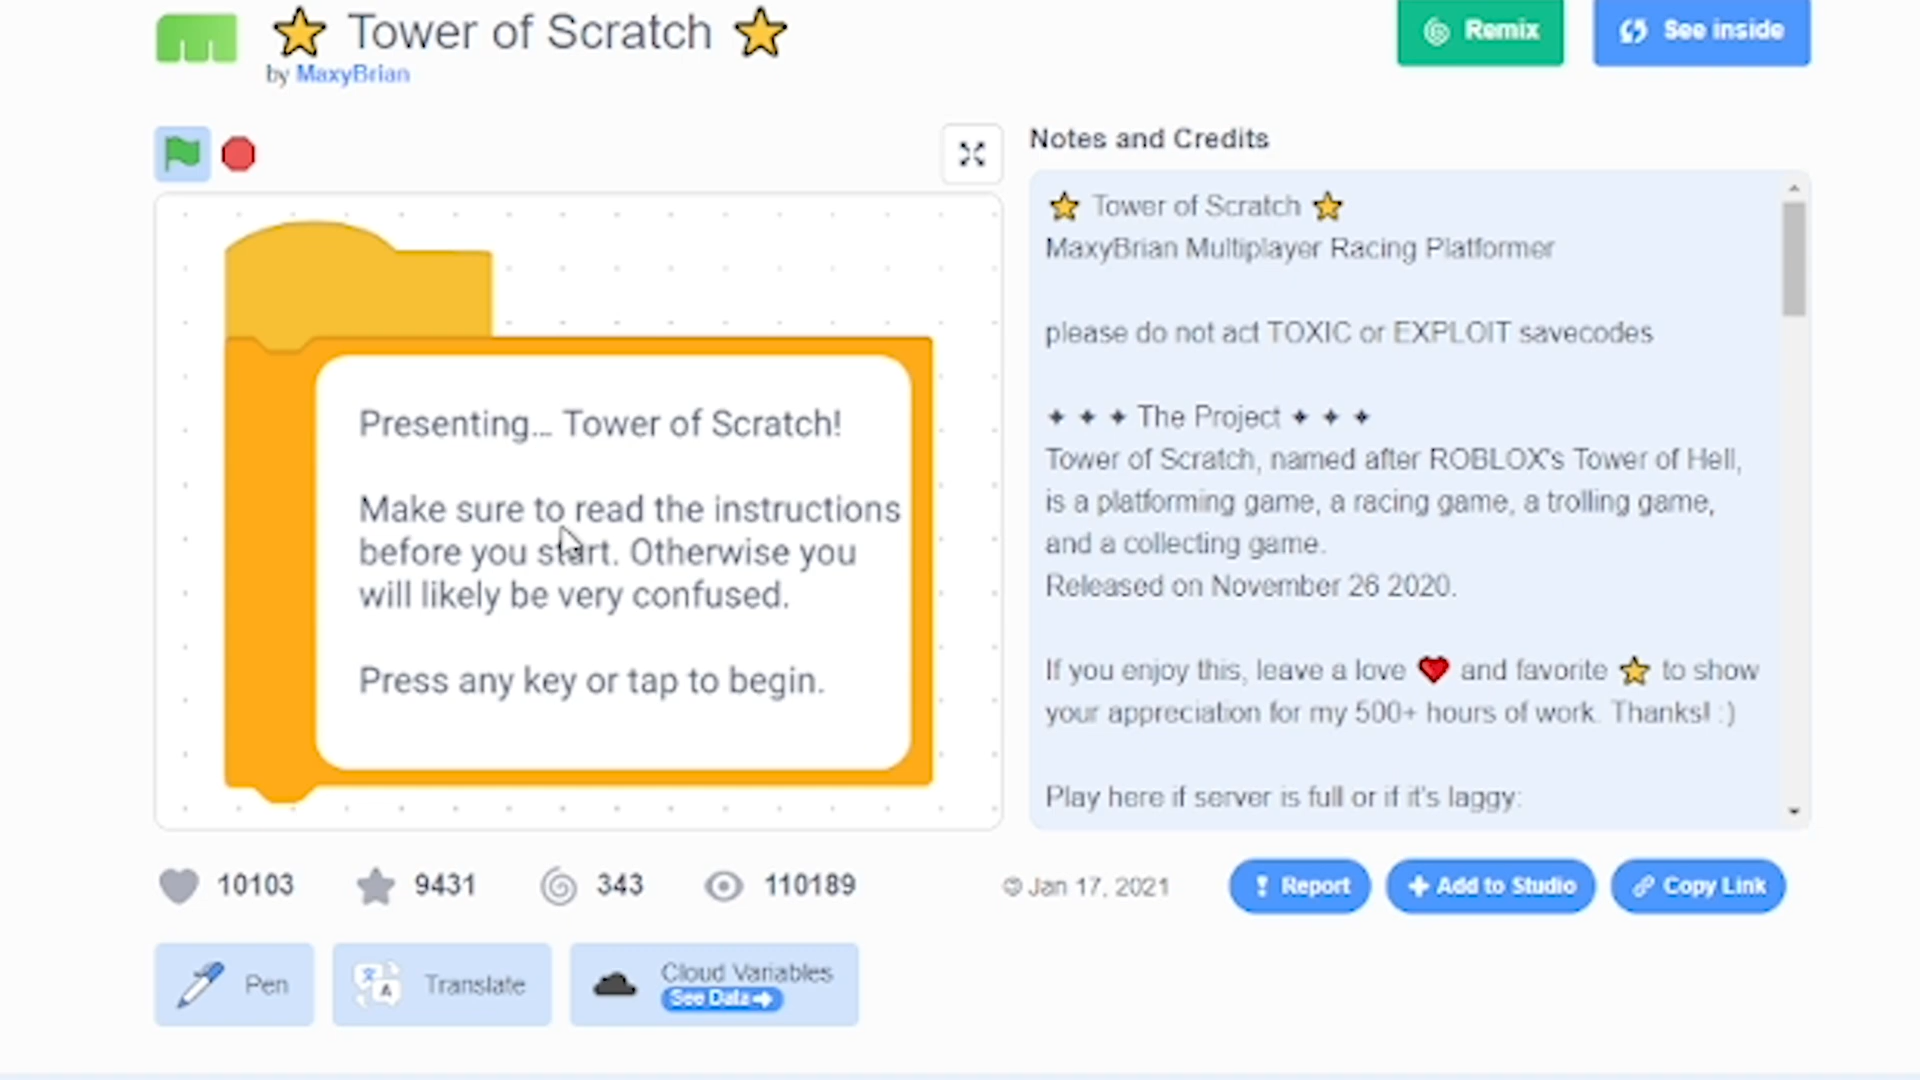 ⭐ Tower of Scratch ⭐
by MaxyBrian
Remix
See inside
Presenting... Tower of Scratch!
Make sure to read the instructions
before you start. Otherwise you
will likely be very confused.
Press any key or tap to begin.
Notes and Credits
⭐ Tower of Scratch ⭐
MaxyBrian Multiplayer Racing Platformer
please do not act TOXIC or EXPLOIT savecodes
✦ ✦ ✦ The Project ✦ ✦ ✦
Tower of Scratch, named after ROBLOX's Tower of Hell,
is a platforming game, a racing game, a trolling game,
and a collecting game.
Released on November 26 2020.
If you enjoy this, leave a love ❤ and favorite ⭐ to show
your appreciation for my 500+ hours of work. Thanks! :)
Play here if server is full or if it's laggy:
10103
9431
343
110189
Jan 17, 2021
Report
Add to Studio
Copy Link
Pen
Translate
Cloud Variables
See Data